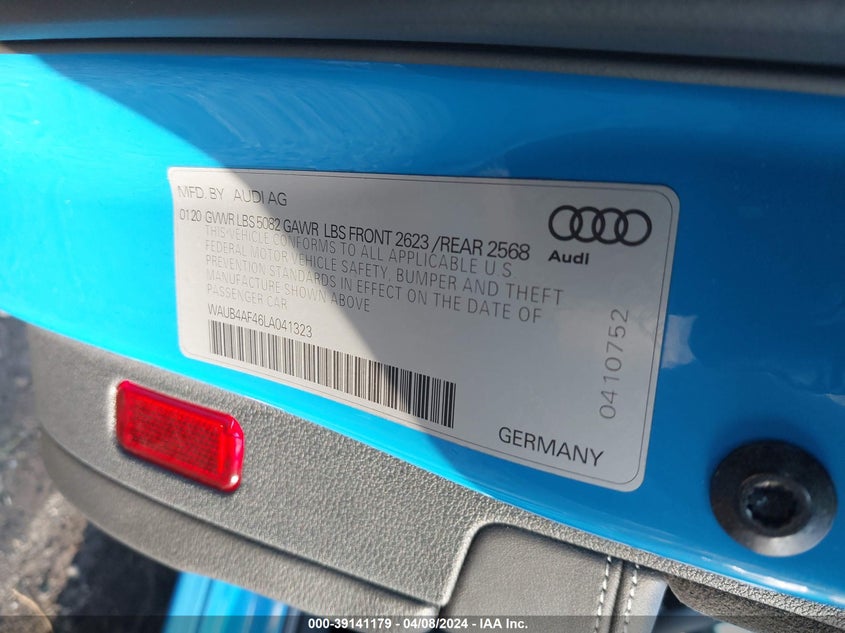 MFD. BY AUDI AG
0120 GVWR LBS 5082 GAWR LBS FRONT 2623 /REAR 2568
THIS VEHICLE CONFORMS TO ALL APPLICABLE U.S.
FEDERAL MOTOR VEHICLE SAFETY, BUMPER AND THEFT
PREVENTION STANDARDS IN EFFECT ON THE DATE OF
MANUFACTURE SHOWN ABOVE
PASSENGER CAR
WAUB4AF46LA041323
Audi
0410752
GERMANY
000-39141179 | 04/08/2024 | IAA Inc.